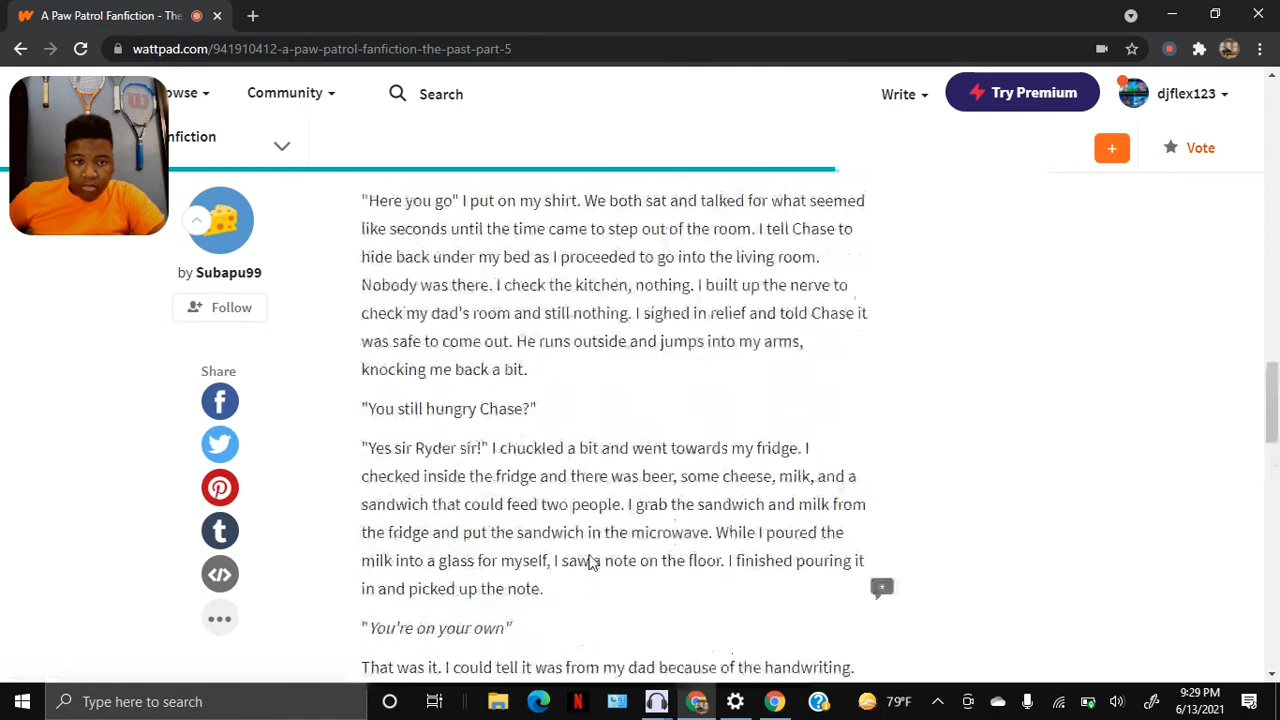 A Paw Patrol Fanfiction - The
wattpad.com/941910412-a-paw-patrol-fanfiction-the-past-part-5
owse
Community
Search
Write
Try Premium
djflex123
nfiction
+
Vote
by Subapu99
Follow
Share
"Here you go" I put on my shirt. We both sat and talked for what seemed
like seconds until the time came to step out of the room. I tell Chase to
hide back under my bed as I proceeded to go into the living room.
Nobody was there. I check the kitchen, nothing. I built up the nerve to
check my dad's room and still nothing. I sighed in relief and told Chase it
was safe to come out. He runs outside and jumps into my arms,
knocking me back a bit.
"You still hungry Chase?"
"Yes sir Ryder sir!" I chuckled a bit and went towards my fridge. I
checked inside the fridge and there was beer, some cheese, milk, and a
sandwich that could feed two people. I grab the sandwich and milk from
the fridge and put the sandwich in the microwave. While I poured the
milk into a glass for myself, I saw a note on the floor. I finished pouring it
in and picked up the note.
"You're on your own"
That was it. I could tell it was from my dad because of the handwriting.
Type here to search
79°F
9:29 PM
6/13/2021